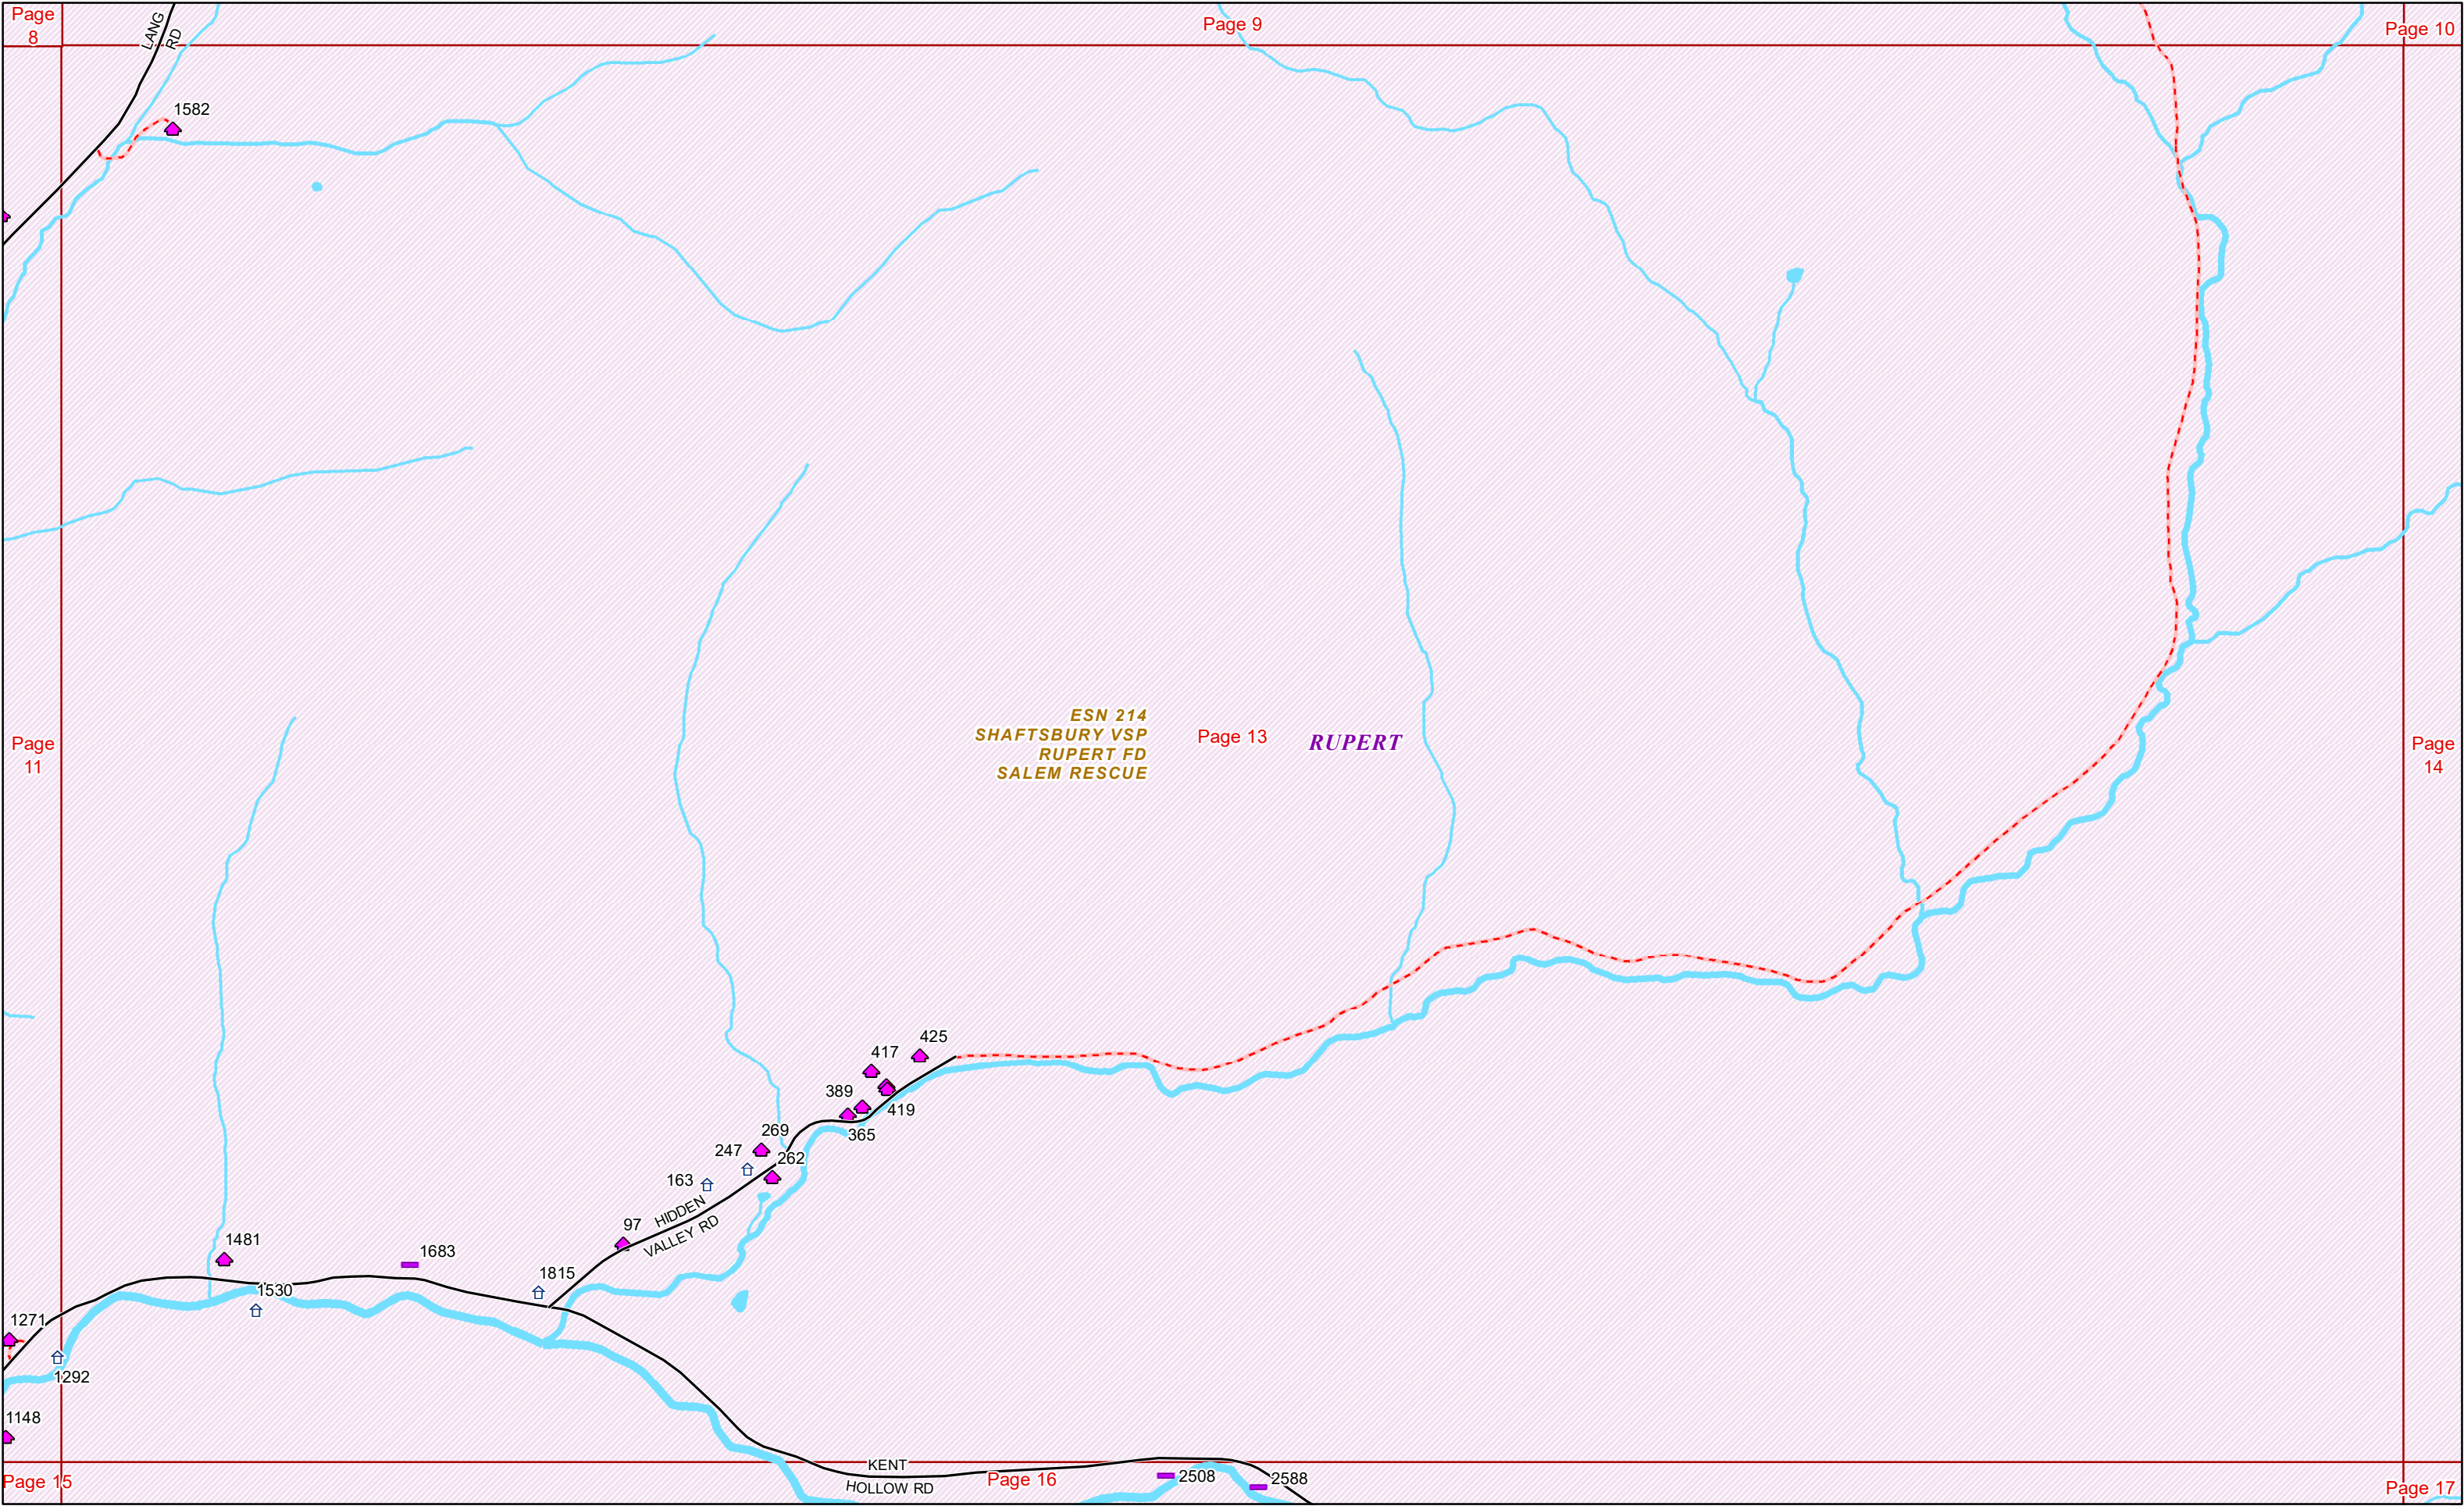 Page
8
LANG
RD
Page 9
Page 10
1582
ESN 214
SHAFTSBURY VSP
RUPERT FD
SALEM RESCUE
Page 13
RUPERT
Page
11
Page
14
425
417
389
419
365
269
247
262
163
HIDDEN
VALLEY RD
97
1481
1683
1815
1530
1271
1292
1148
KENT
HOLLOW RD
Page 15
Page 16
2508
2588
Page 17